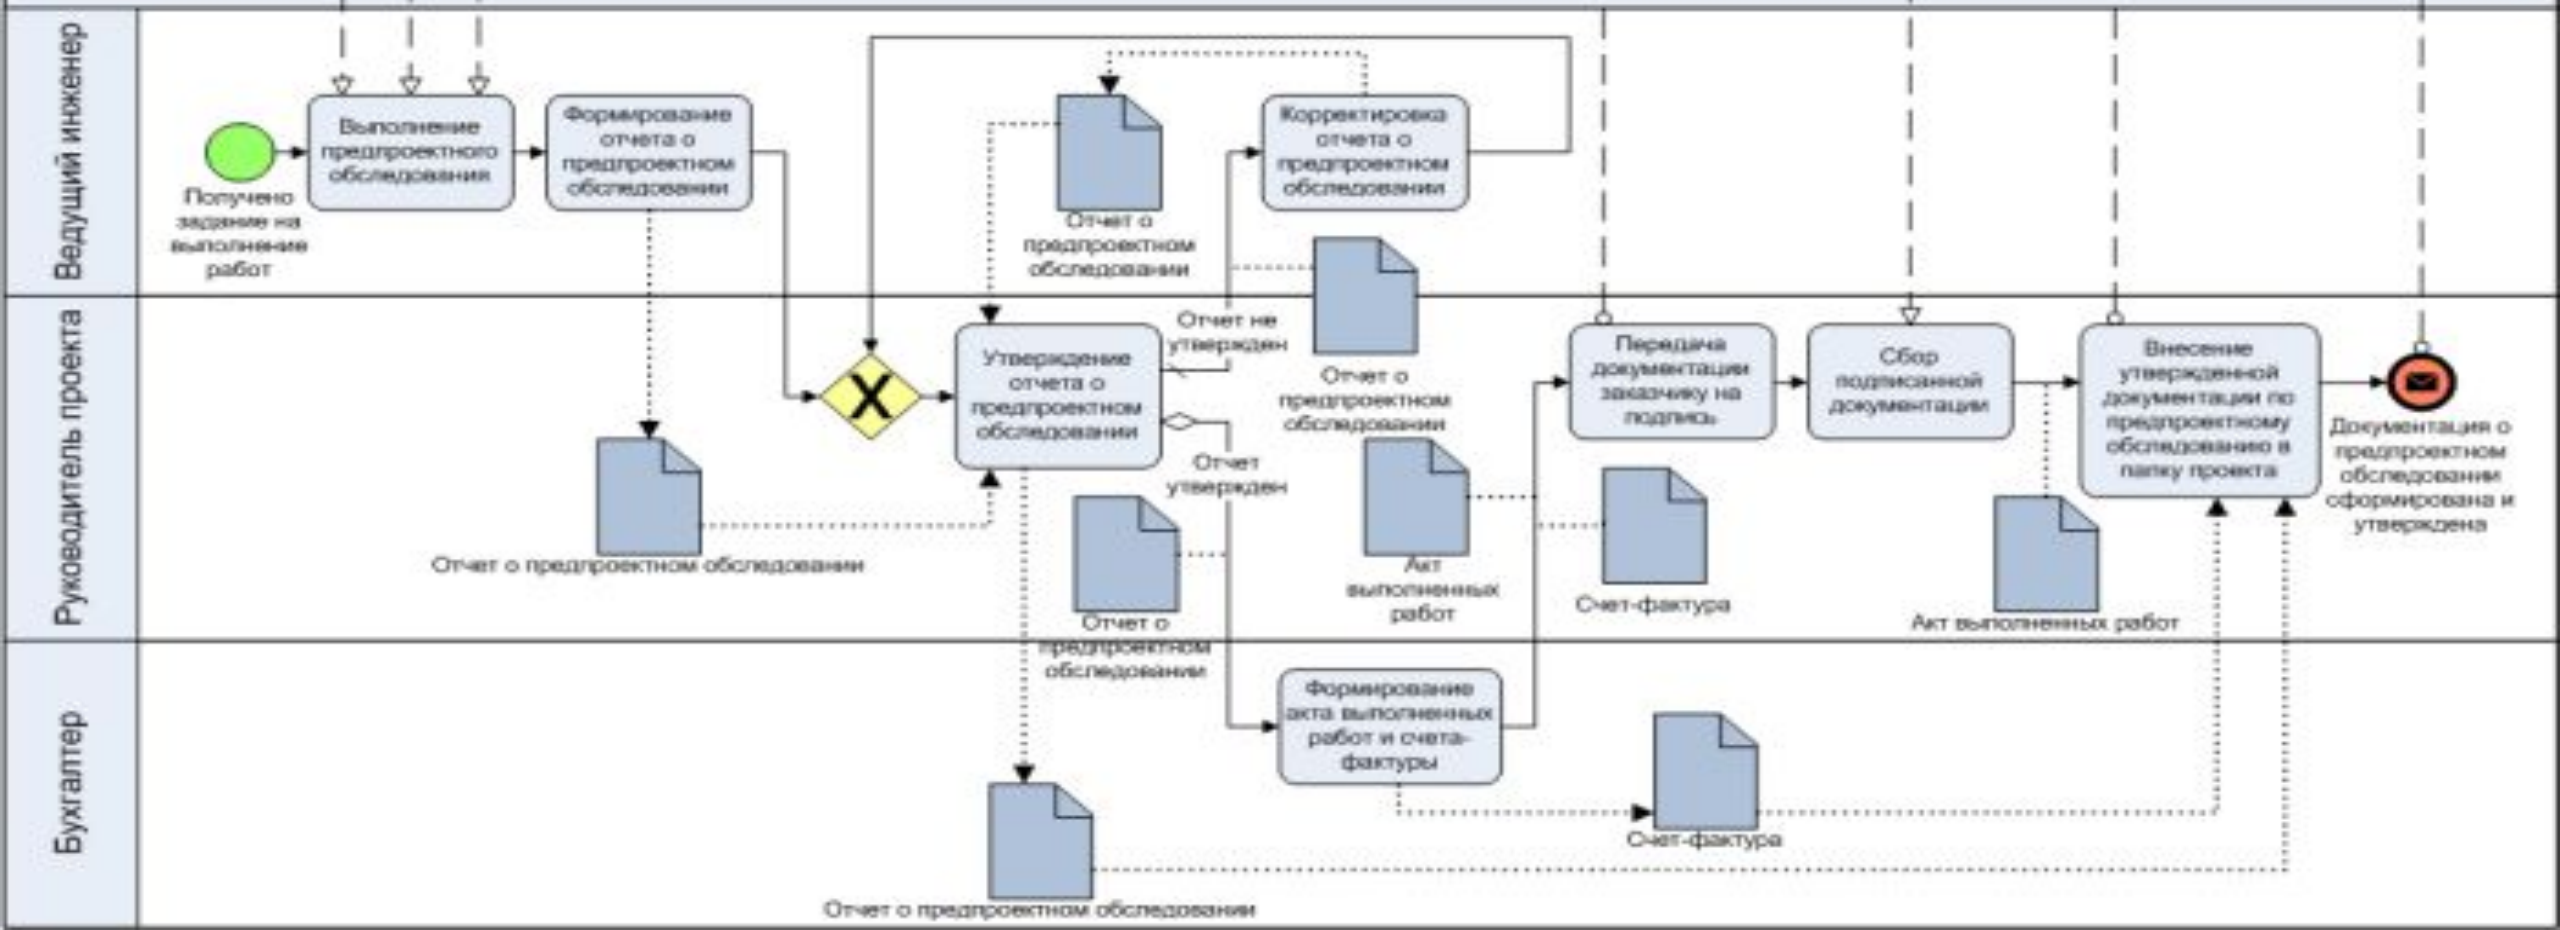 Ведущий инженер
Получено
задание на
выполнение
работ
Выполнение
предпроектного
обследования
Формирование
отчета о
предпроектном
обследовании
Отчет о
предпроектном
обследовании
Корректировка
отчета о
предпроектном
обследовании
Руководитель проекта
Отчет о предпроектном обследовании
X
Утверждение
отчета о
предпроектном
обследовании
Отчет не
утвержден
Отчет о
предпроектном
обследовании
Отчет
утвержден
Отчет о
предпроектном
обследовании
Акт
выполненных
работ
Счет-фактура
Передача
документации
заказчику на
подпись
Сбор
подписанной
документации
Акт выполненных работ
Внесение
утвержденной
документации по
предпроектному
обследованию в
папку проекта
Документация о
предпроектном
обследовании
сформирована и
утверждена
Бухгалтер
Отчет о предпроектном обследовании
Формирование
акта выполненных
работ и счета-
фактуры
Счет-фактура